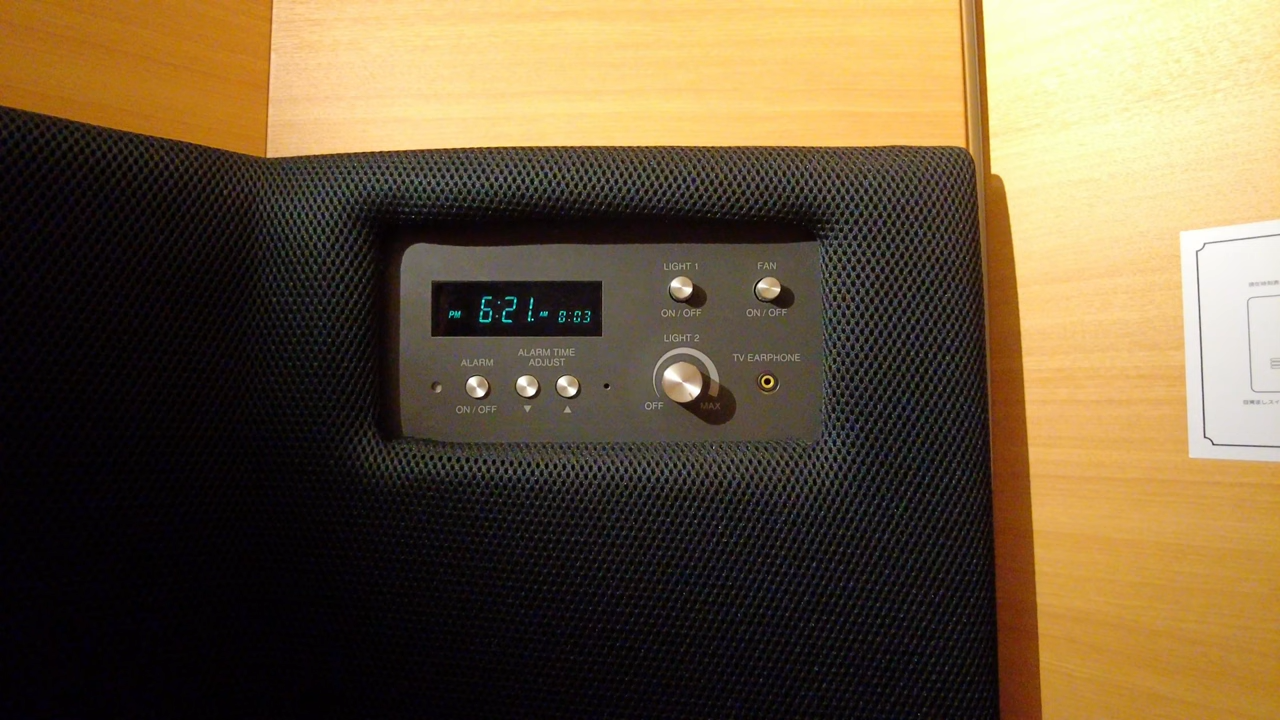 PM 6:21. AM 0:03
ALARM
ON / OFF
ALARM TIME
ADJUST
▼ ▲
LIGHT 1
ON / OFF
FAN
ON / OFF
LIGHT 2
OFF MAX
TV EARPHONE